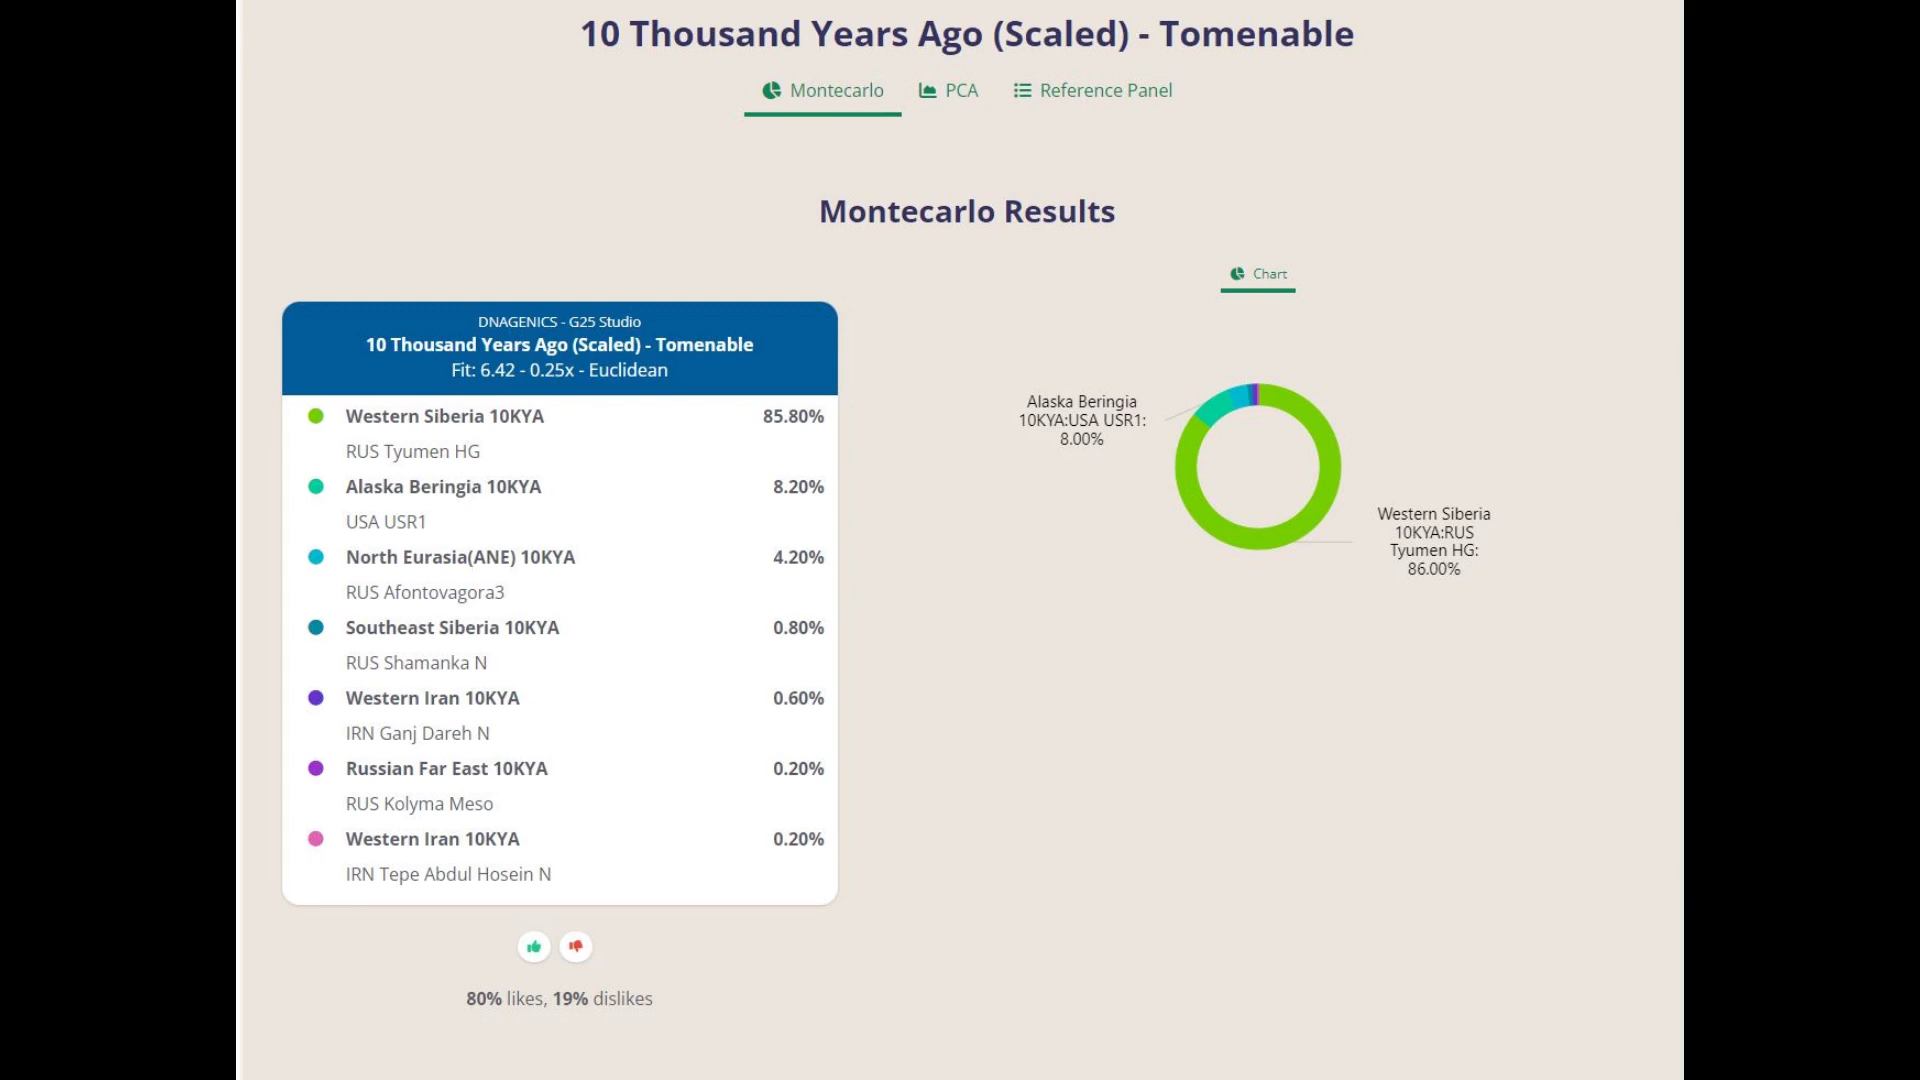 10 Thousand Years Ago (Scaled) - Tomenable
Montecarlo
PCA
Reference Panel
Montecarlo Results
Chart
DNAGENICS - G25 Studio
10 Thousand Years Ago (Scaled) - Tomenable
Fit: 6.42 - 0.25x - Euclidean
Western Siberia 10KYA 85.80%
RUS Tyumen HG
Alaska Beringia 10KYA 8.20%
USA USR1
North Eurasia(ANE) 10KYA 4.20%
RUS Afontovagora3
Southeast Siberia 10KYA 0.80%
RUS Shamanka N
Western Iran 10KYA 0.60%
IRN Ganj Dareh N
Russian Far East 10KYA 0.20%
RUS Kolyma Meso
Western Iran 10KYA 0.20%
IRN Tepe Abdul Hosein N
80% likes, 19% dislikes
Alaska Beringia
10KYA:USA USR1:
8.00%
Western Siberia
10KYA:RUS
Tyumen HG:
86.00%